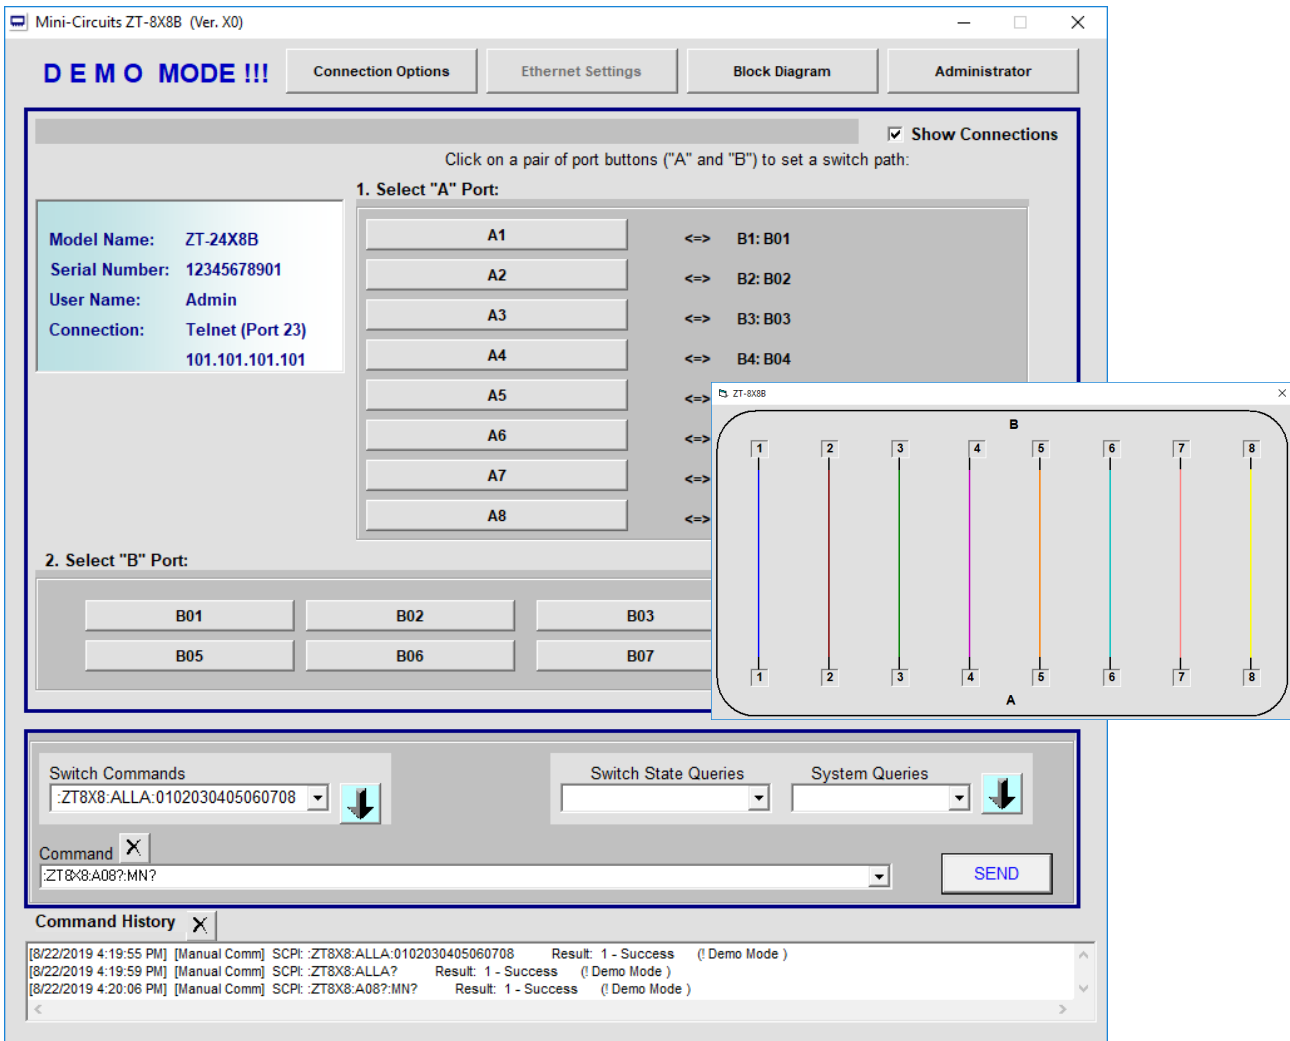 Mini-Circuits ZT-8X8B (Ver. X0)
D E M O MODE !!!
Connection Options
Ethernet Settings
Block Diagram
Administrator
Show Connections
Click on a pair of port buttons ("A" and "B") to set a switch path:
1. Select "A" Port:
Model Name: ZT-24X8B
Serial Number: 12345678901
User Name: Admin
Connection: Telnet (Port 23)
101.101.101.101
A1 <=> B1: B01
A2 <=> B2: B02
A3 <=> B3: B03
A4 <=> B4: B04
A5 <=>
A6 <=>
A7 <=>
A8 <=>
2. Select "B" Port:
B01 B02 B03
B05 B06 B07
ZT-8X8B
B
1 2 3 4 5 6 7 8
1 2 3 4 5 6 7 8
A
Switch Commands
:ZT8X8:ALLA:0102030405060708
Switch State Queries
System Queries
Command
:ZT8X8:A08?:MN?
SEND
Command History
[8/22/2019 4:19:55 PM] [Manual Comm] SCPI: :ZT8X8:ALLA:0102030405060708 Result: 1 - Success (! Demo Mode )
[8/22/2019 4:19:59 PM] [Manual Comm] SCPI: :ZT8X8:ALLA? Result: 1 - Success (! Demo Mode )
[8/22/2019 4:20:06 PM] [Manual Comm] SCPI: :ZT8X8:A08?:MN? Result: 1 - Success (! Demo Mode )